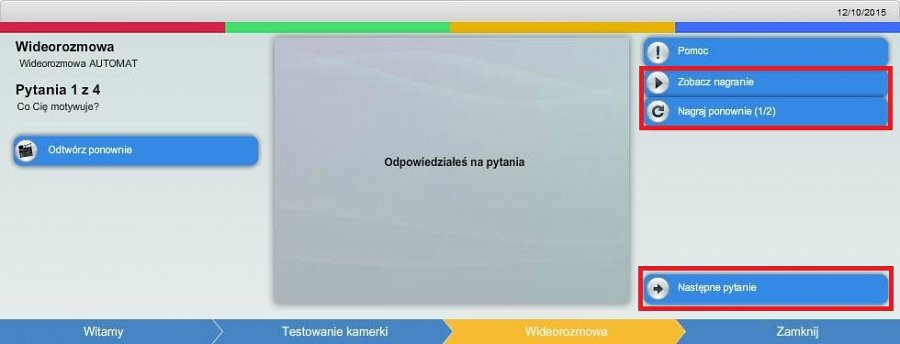 12/10/2015
Wideorozmowa
Wideorozmowa AUTOMAT
Pytania 1 z 4
Co Cię motywuje?
Odtwórz ponownie
Odpowiedziałeś na pytania
Pomoc
Zobacz nagranie
Nagraj ponownie (1/2)
Następne pytanie
Witamy
Testowanie kamerki
Wideorozmowa
Zamknij